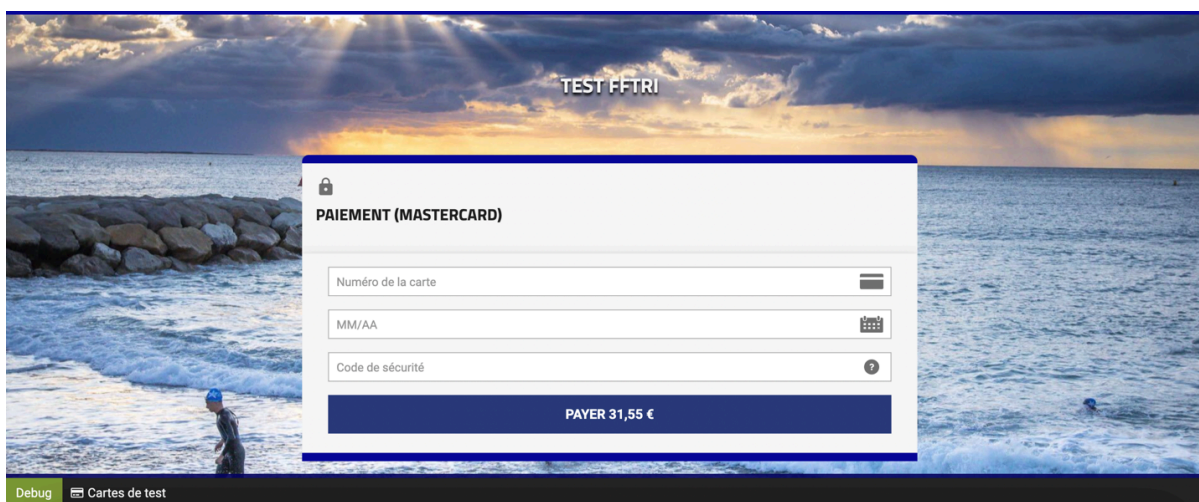 TEST FFTRI
PAIEMENT (MASTERCARD)
Numéro de la carte
MM/AA
Code de sécurité
PAYER 31,55 €
Debug Cartes de test